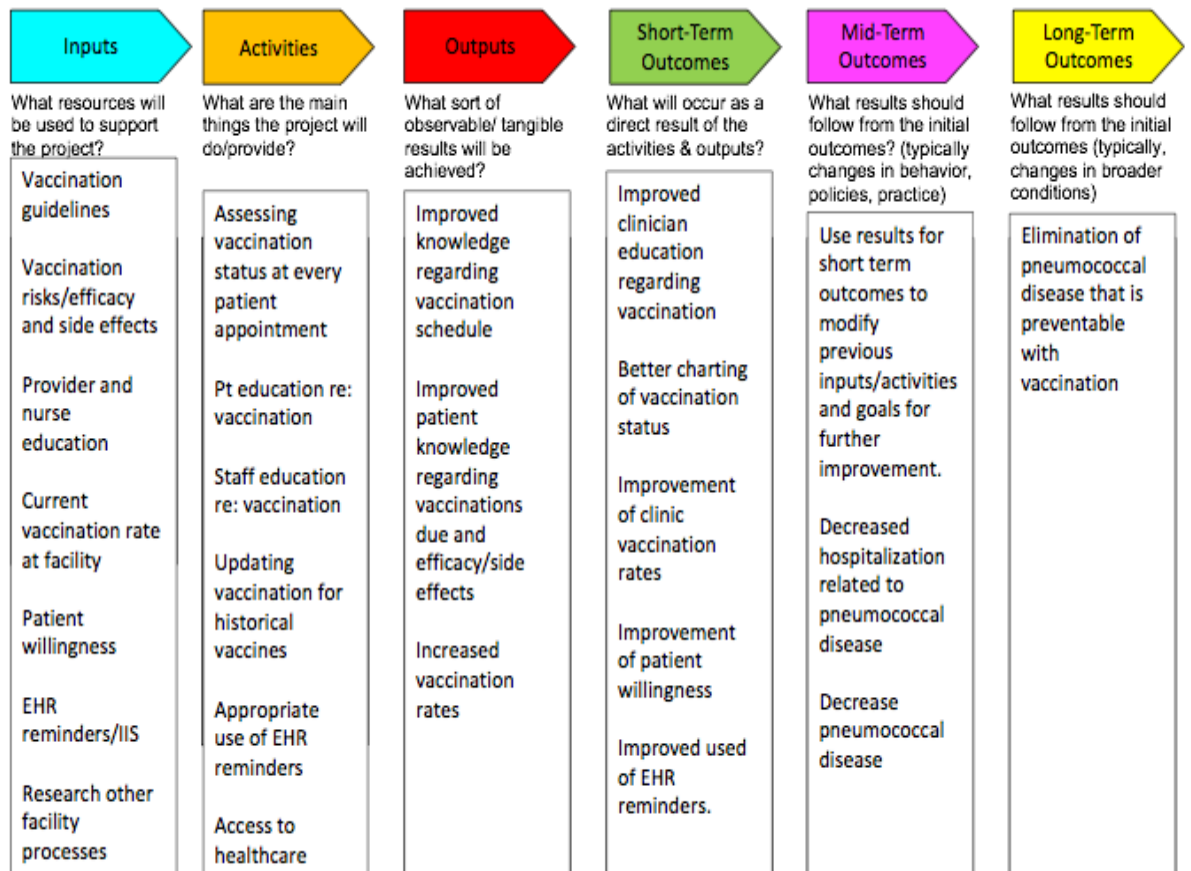 Inputs
What resources will
be used to support
the project?
Vaccination
guidelines
Vaccination
risks/efficacy
and side effects
Provider and
nurse
education
Current
vaccination rate
at facility
Patient
willingness
EHR
reminders/IIS
Research other
facility
processes
Activities
What are the main
things the project will
do/provide?
Assessing
vaccination
status at every
patient
appointment
Pt education re:
vaccination
Staff education
re: vaccination
Updating
vaccination for
historical
vaccines
Appropriate
use of EHR
reminders
Access to
healthcare
Outputs
What sort of
observable/ tangible
results will be
achieved?
Improved
knowledge
regarding
vaccination
schedule
Improved
patient
knowledge
regarding
vaccinations
due and
efficacy/side
effects
Increased
vaccination
rates
Short-Term
Outcomes
What will occur as a
direct result of the
activities & outputs?
Improved
clinician
education
regarding
vaccination
Better charting
of vaccination
status
Improvement
of clinic
vaccination
rates
Improvement
of patient
willingness
Improved used
of EHR
reminders.
Mid-Term
Outcomes
What results should
follow from the initial
outcomes? (typically
changes in behavior,
policies, practice)
Use results for
short term
outcomes to
modify
previous
inputs/activities
and goals for
further
improvement.
Decreased
hospitalization
related to
pneumococcal
disease
Decrease
pneumococcal
disease
Long-Term
Outcomes
What results should
follow from the initial
outcomes (typically,
changes in broader
conditions)
Elimination of
pneumococcal
disease that is
preventable
with
vaccination